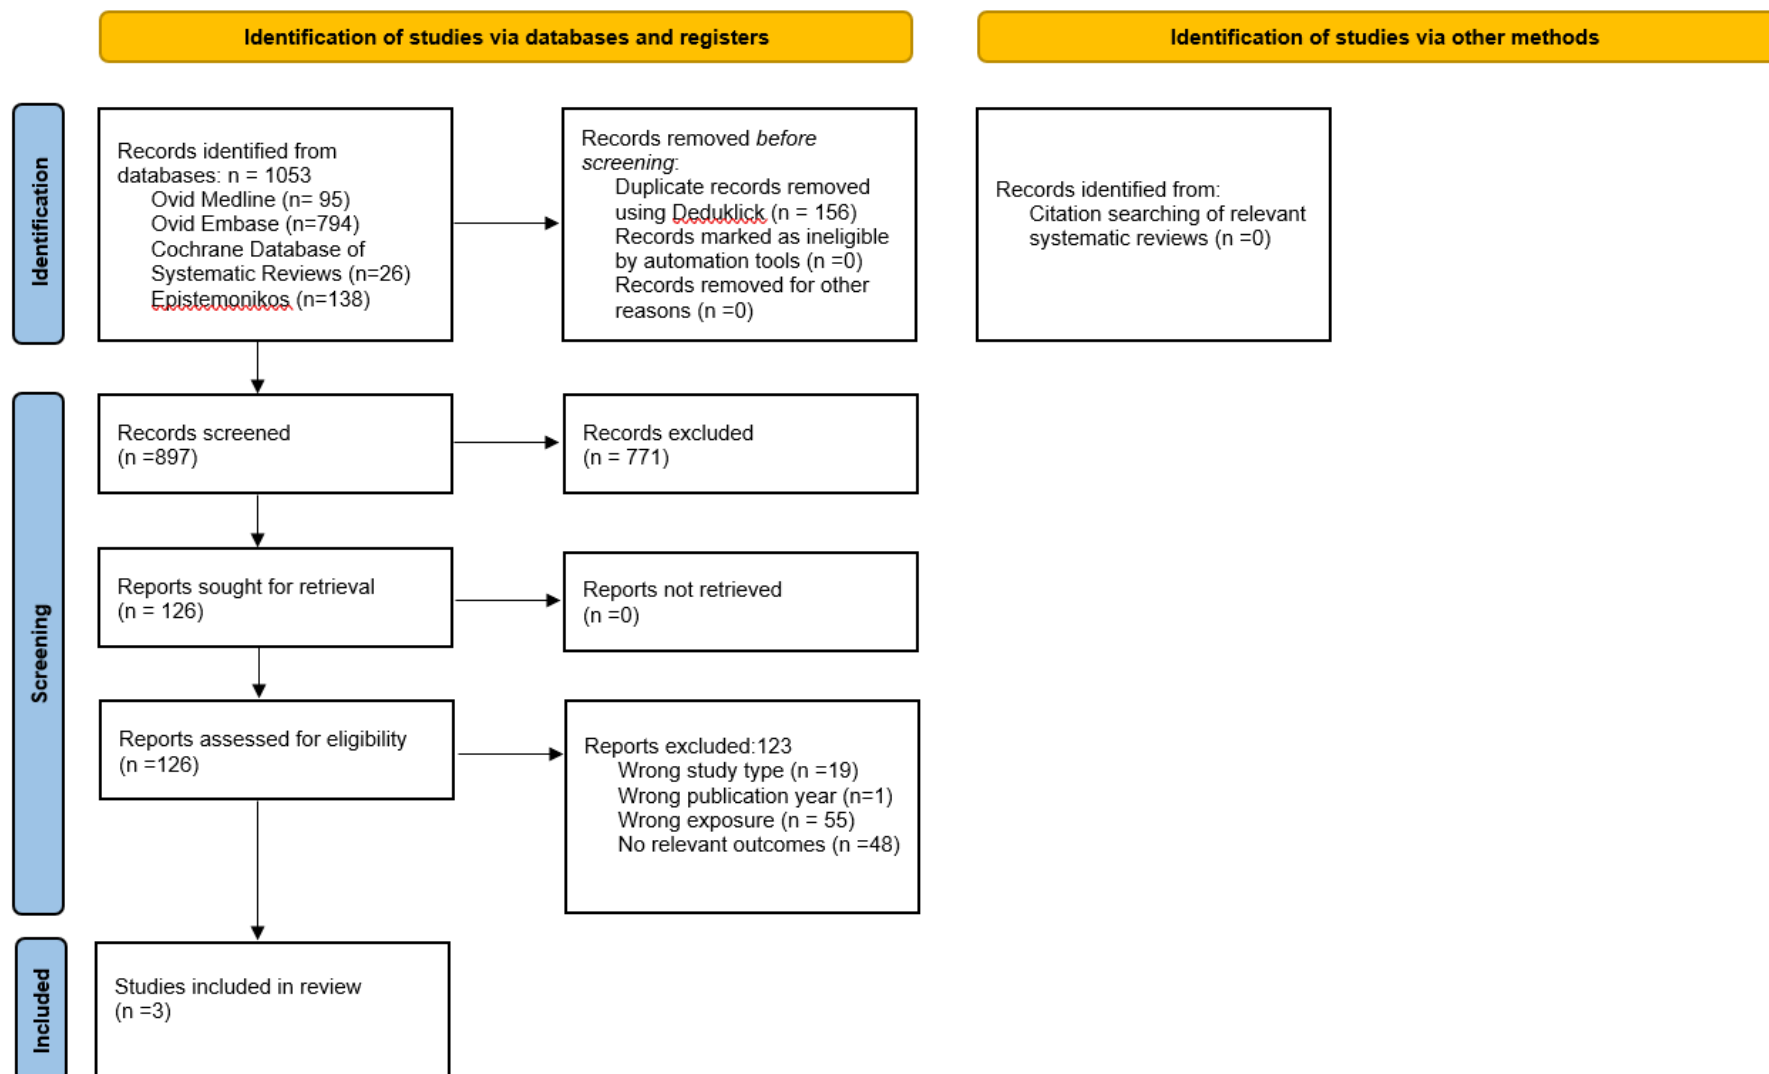 Identification of studies via databases and registers
Identification of studies via other methods
Identification
Records identified from
databases: n = 1053
Ovid Medline (n= 95)
Ovid Embase (n=794)
Cochrane Database of
Systematic Reviews (n=26)
Epistemonikos (n=138)
Records removed before
screening:
Duplicate records removed
using Deduklick (n = 156)
Records marked as ineligible
by automation tools (n =0)
Records removed for other
reasons (n =0)
Records identified from:
Citation searching of relevant
systematic reviews (n =0)
Screening
Records screened
(n =897)
Records excluded
(n = 771)
Reports sought for retrieval
(n = 126)
Reports not retrieved
(n =0)
Reports assessed for eligibility
(n =126)
Reports excluded:123
Wrong study type (n =19)
Wrong publication year (n=1)
Wrong exposure (n = 55)
No relevant outcomes (n =48)
Included
Studies included in review
(n =3)